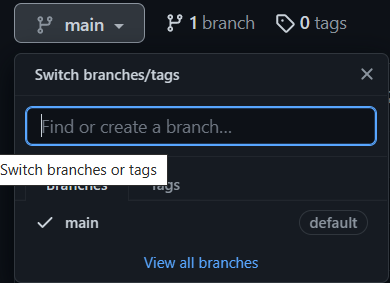 main 1 branch 0 tags
Switch branches/tags
Find or create a branch...
Switch branches or tags
Branches Tags
main default
View all branches